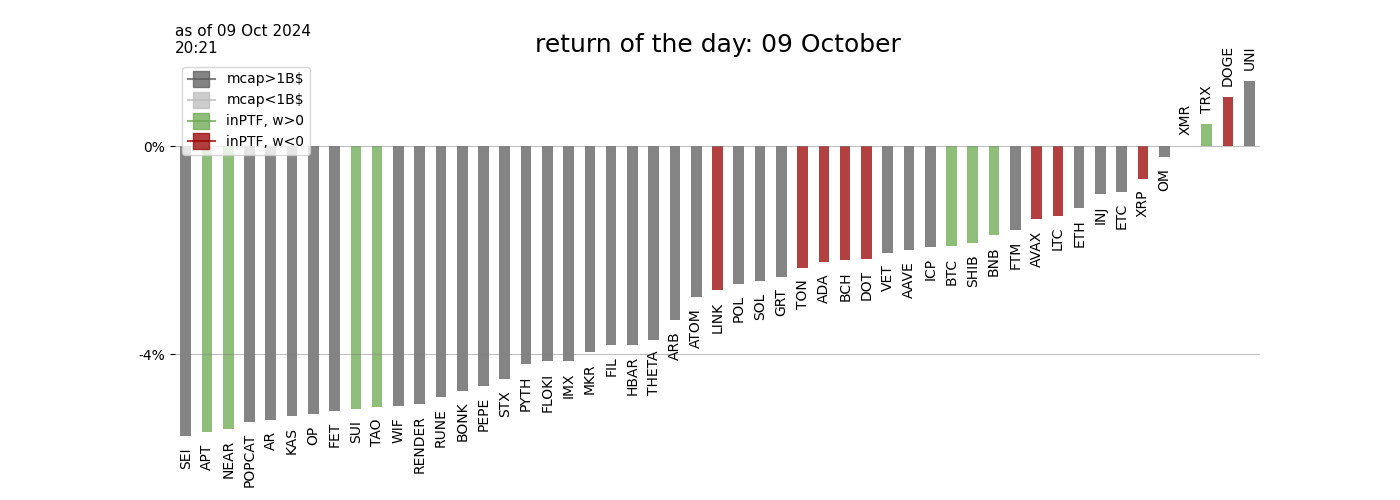 as of 09 Oct 2024
20:21
return of the day: 09 October
mcap>1B$
mcap<1B$
inPTF, w>0
inPTF, w<0
0%
-4%
SEI
APT
NEAR
POPCAT
AR
KAS
OP
FET
SUI
TAO
WIF
RENDER
RUNE
BONK
PEPE
STX
PYTH
FLOKI
IMX
MKR
FIL
HBAR
THETA
ARB
ATOM
LINK
POL
SOL
GRT
TON
ADA
BCH
DOT
VET
AAVE
ICP
BTC
SHIB
BNB
FTM
AVAX
LTC
ETH
INJ
ETC
XRP
OM
XMR
TRX
DOGE
UNI